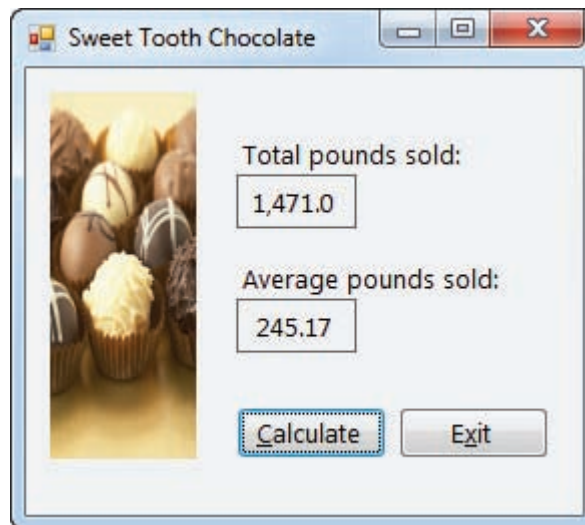 Sweet Tooth Chocolate
Total pounds sold:
1,471.0
Average pounds sold:
245.17
Calculate Exit